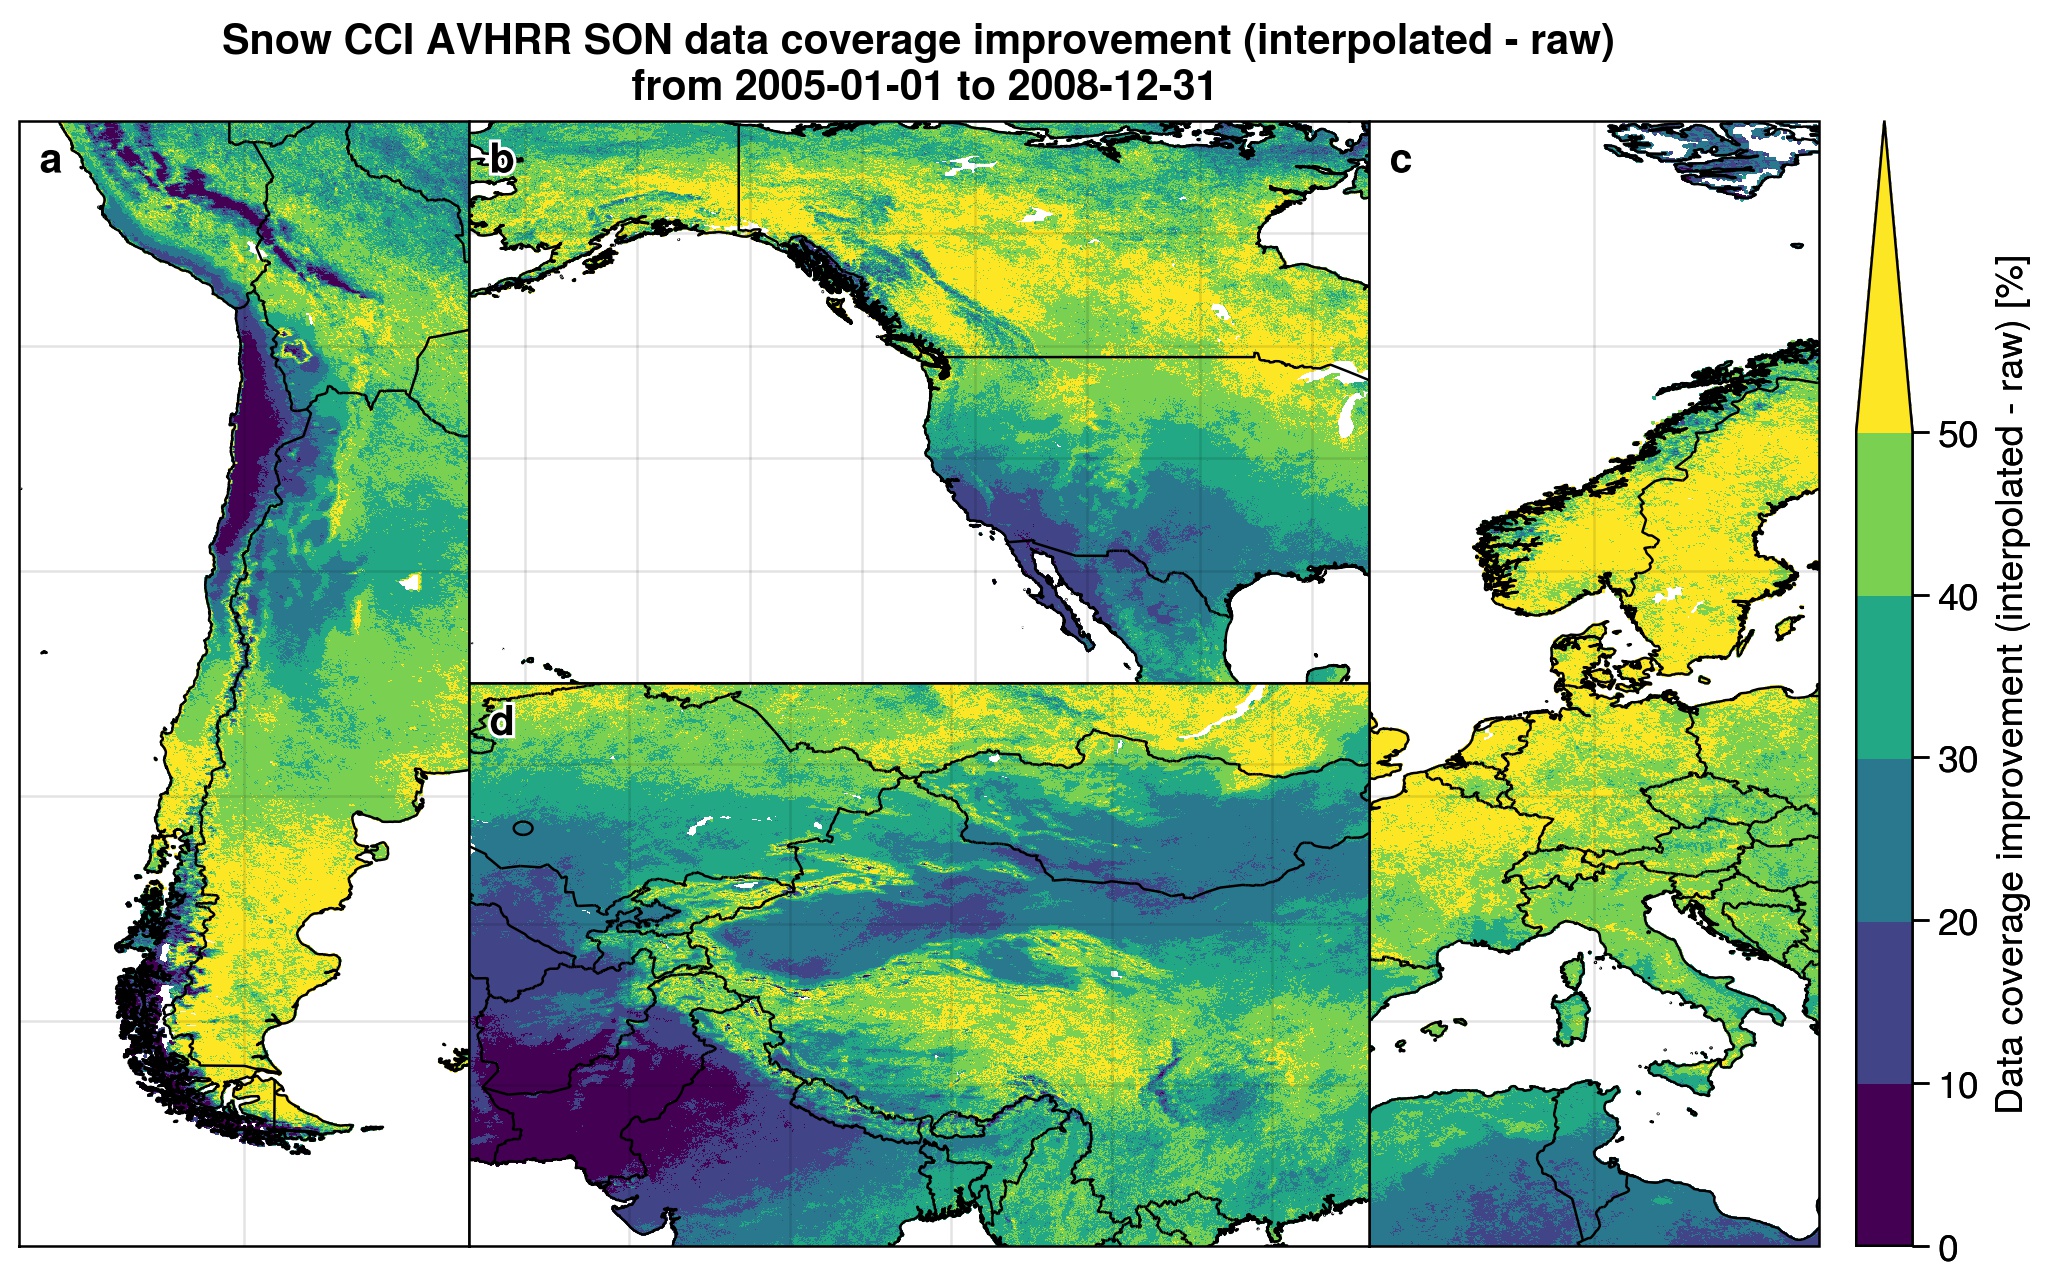 Snow CCI AVHRR SON data coverage improvement (interpolated - raw)
from 2005-01-01 to 2008-12-31
a
b
c
d
50
40
30
20
10
0
Data coverage improvement (interpolated - raw) [%]